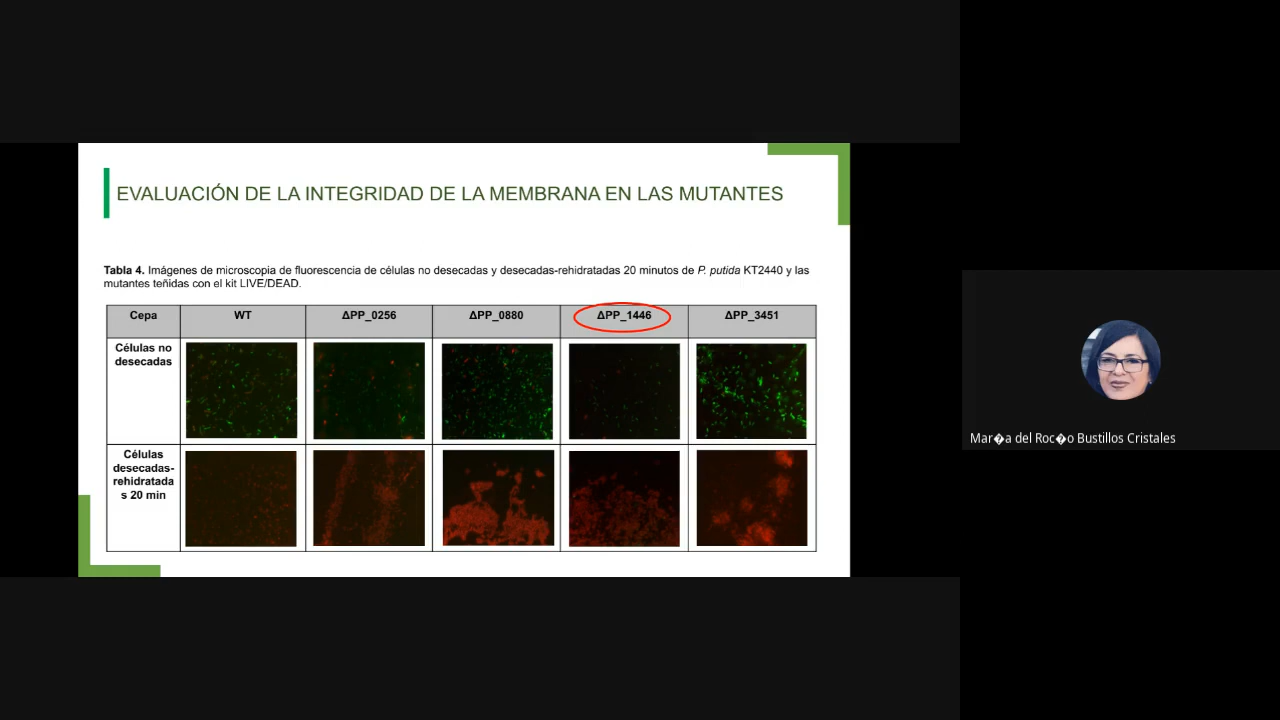 EVALUACIÓN DE LA INTEGRIDAD DE LA MEMBRANA EN LAS MUTANTES
Tabla 4. Imágenes de microscopia de fluorescencia de células no desecadas y desecadas-rehidratadas 20 minutos de P. putida KT2440 y las
mutantes teñidas con el kit LIVE/DEAD.
Cepa WT ΔPP_0256 ΔPP_0880 ΔPP_1446 ΔPP_3451
Células no
desecadas
Células
desecadas-
rehidratada
s 20 min
Mar�a del Roc�o Bustillos Cristales